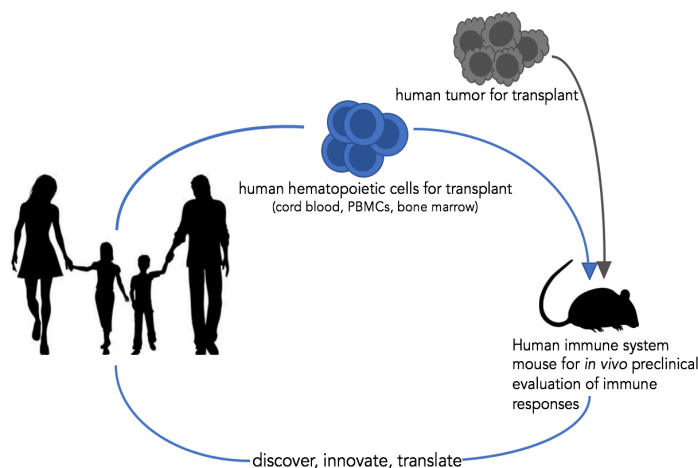 human tumor for transplant
human hematopoietic cells for transplant
(cord blood, PBMCs, bone marrow)
Human immune system
mouse for in vivo preclinical
evaluation of immune
responses
discover, innovate, translate